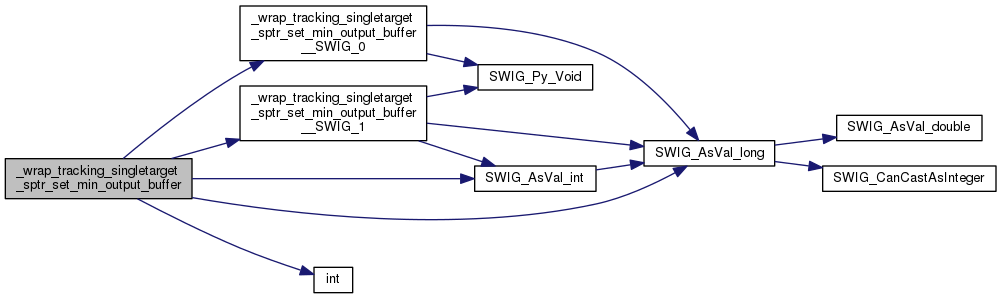 _wrap_tracking_singletarget
_sptr_set_min_output_buffer
__SWIG_0
SWIG_Py_Void
_wrap_tracking_singletarget
_sptr_set_min_output_buffer
__SWIG_1
SWIG_AsVal_double
SWIG_AsVal_long
_wrap_tracking_singletarget
_sptr_set_min_output_buffer
SWIG_AsVal_int
SWIG_CanCastAsInteger
int